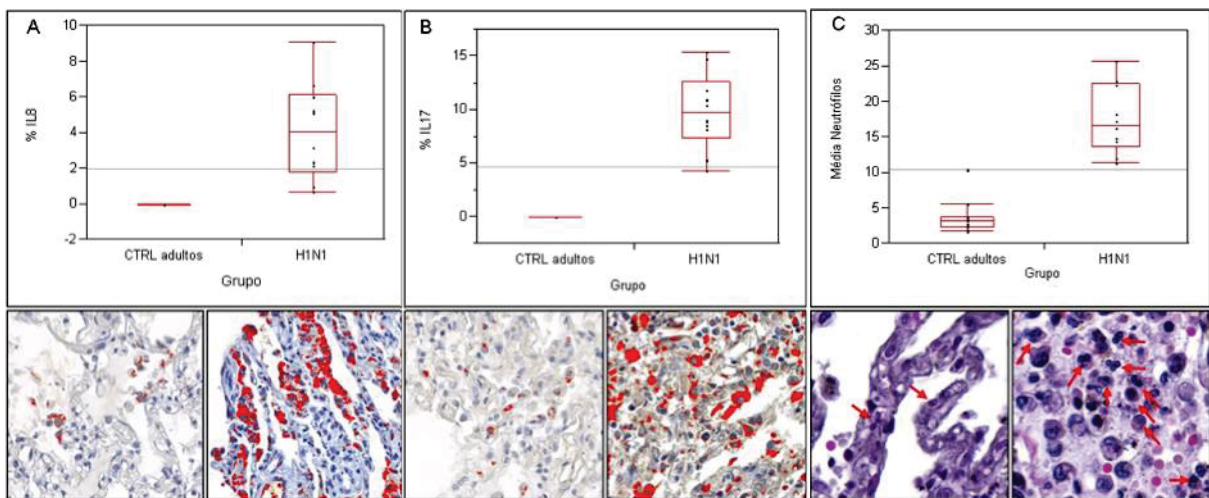 A
% IL8
10
8
6
4
2
0
-2
CTRL adultos
H1N1
Grupo
B
% IL17
15
10
5
0
CTRL adultos
H1N1
Grupo
C
Média Neutrófilos
30
25
20
15
10
5
0
CTRL adultos
H1N1
Grupo